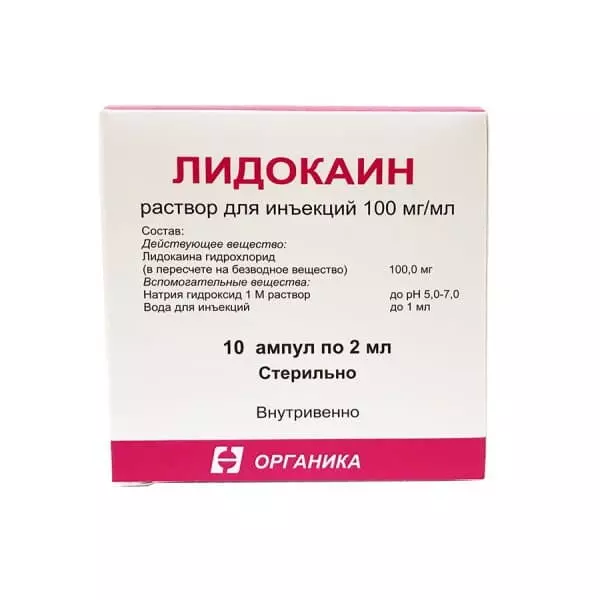 ЛИДОКАИН
раствор для инъекций 100 мг/мл
Состав:
Действующее вещество:
Лидокаина гидрохлорид
(в пересчете на безводное вещество) 100,0 мг
Вспомогательные вещества:
Натрия гидроксид 1 М раствор до pH 5,0-7,0
Вода для инъекций до 1 мл
10 ампул по 2 мл
Стерильно
Внутривенно
ОРГАНИКА